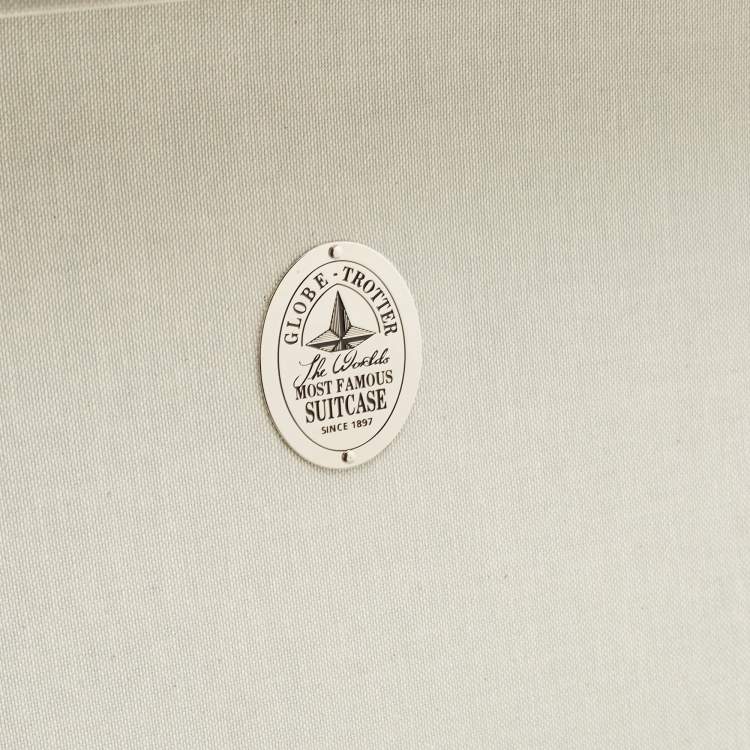 GLOBE-TROTTER
The Worlds
MOST FAMOUS
SUITCASE
SINCE 1897